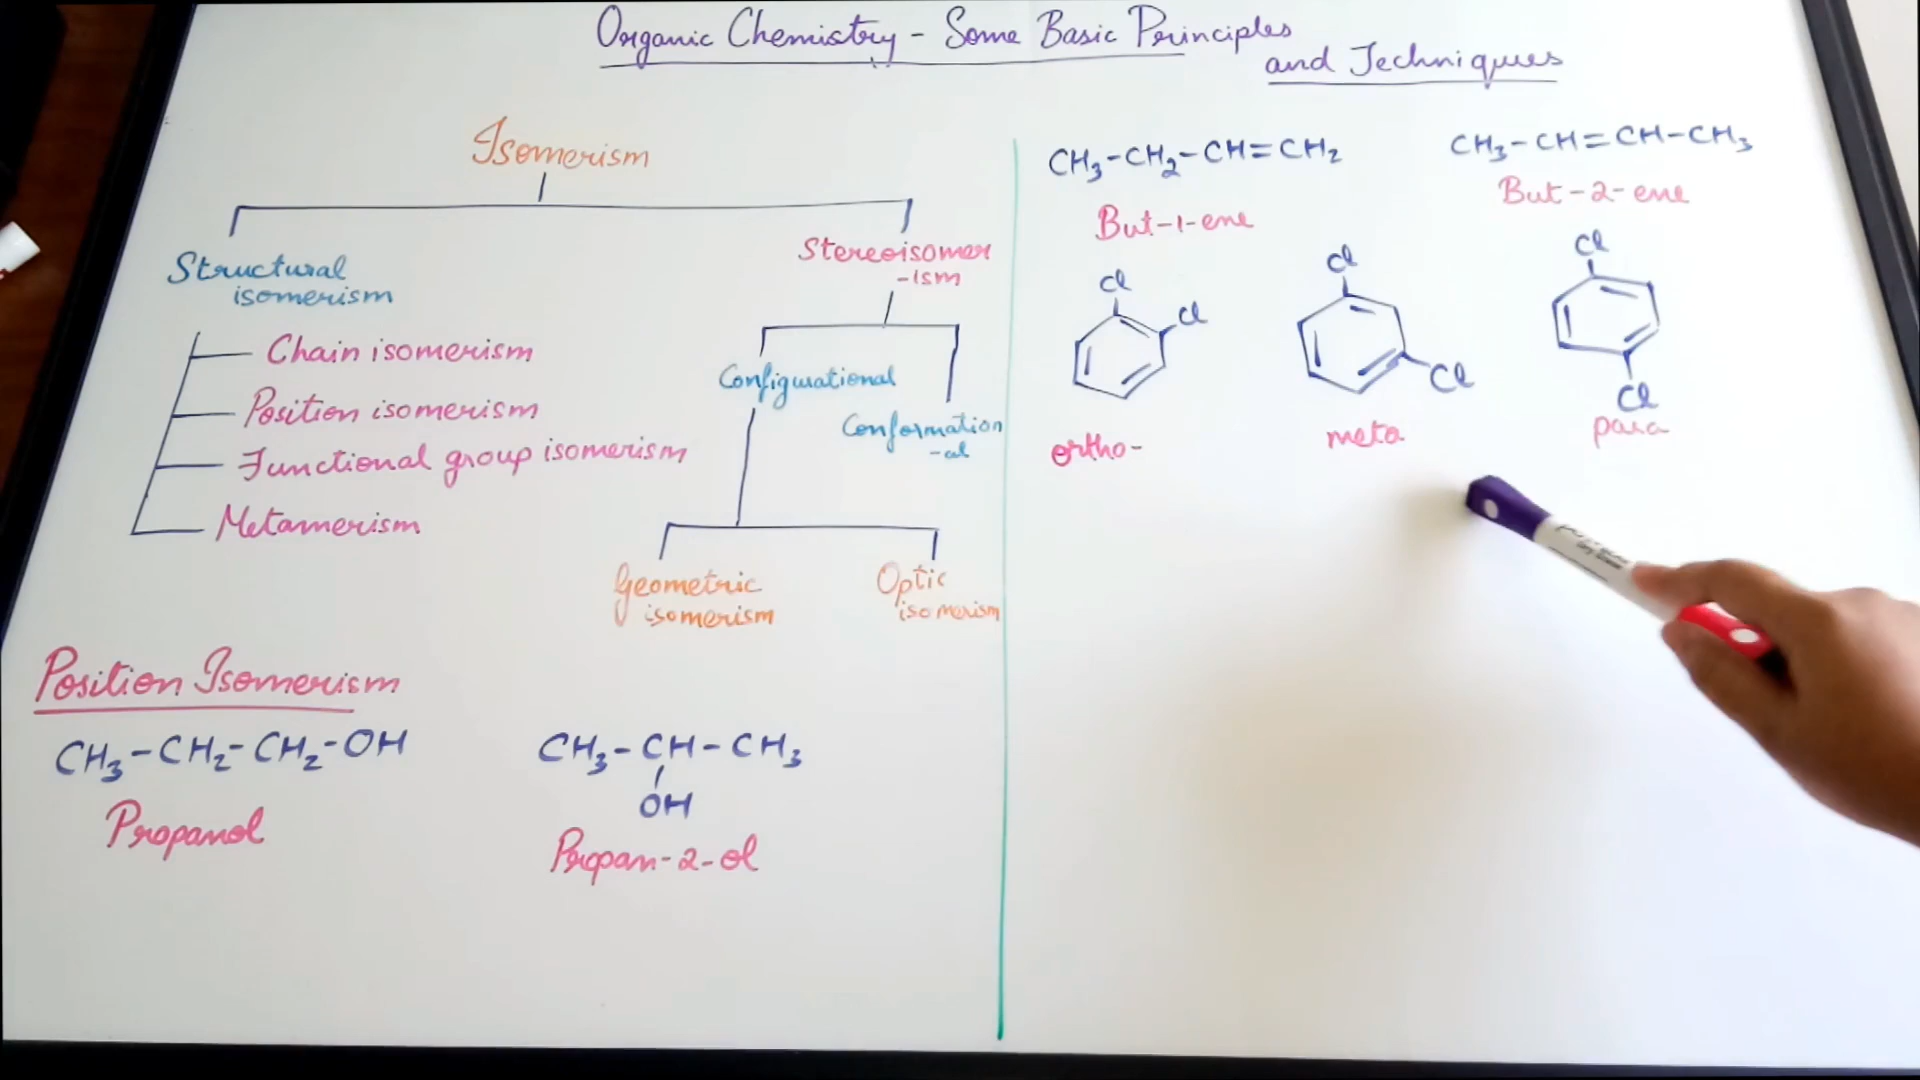 Organic Chemistry - Some Basic Principles
and Techniques
Isomerism
Structural
isomerism
Chain isomerism
Position isomerism
Functional group isomerism
Metamerism
Stereoisomer
-ism
Configurational
Conformation
-al
Geometric
isomerism
Optic
isomerism
Position Isomerism
CH₃-CH₂-CH₂-OH
Propanol
CH₃-CH-CH₃
OH
Propan-2-ol
CH₃-CH₂-CH=CH₂
But-1-ene
CH₃-CH=CH-CH₃
But-2-ene
Cl
Cl
ortho-
Cl
Cl
meta
Cl
Cl
para